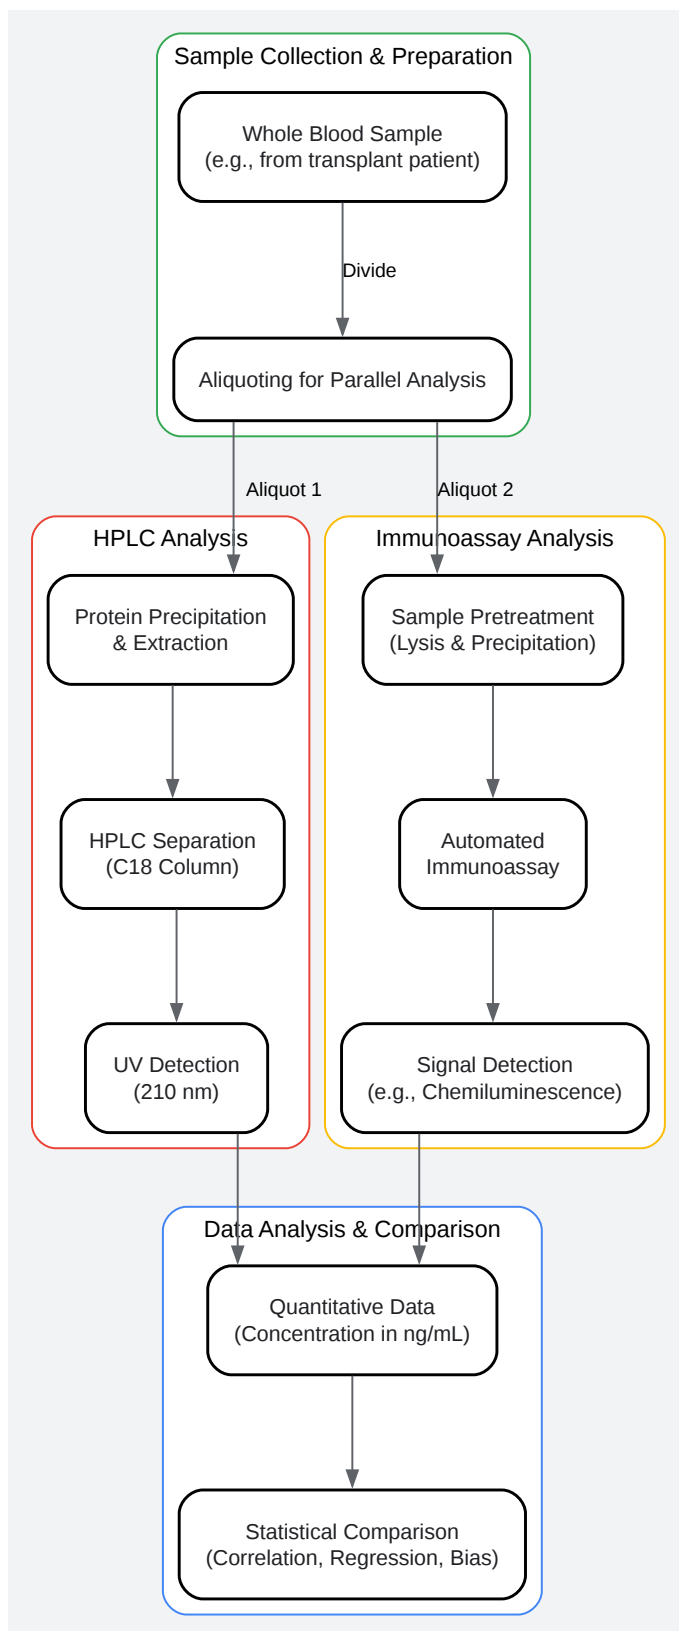 Sample Collection & Preparation
Whole Blood Sample
(e.g., from transplant patient)
Divide
Aliquoting for Parallel Analysis
Aliquot 1
Aliquot 2
HPLC Analysis
Protein Precipitation
& Extraction
HPLC Separation
(C18 Column)
UV Detection
(210 nm)
Immunoassay Analysis
Sample Pretreatment
(Lysis & Precipitation)
Automated
Immunoassay
Signal Detection
(e.g., Chemiluminescence)
Data Analysis & Comparison
Quantitative Data
(Concentration in ng/mL)
Statistical Comparison
(Correlation, Regression, Bias)